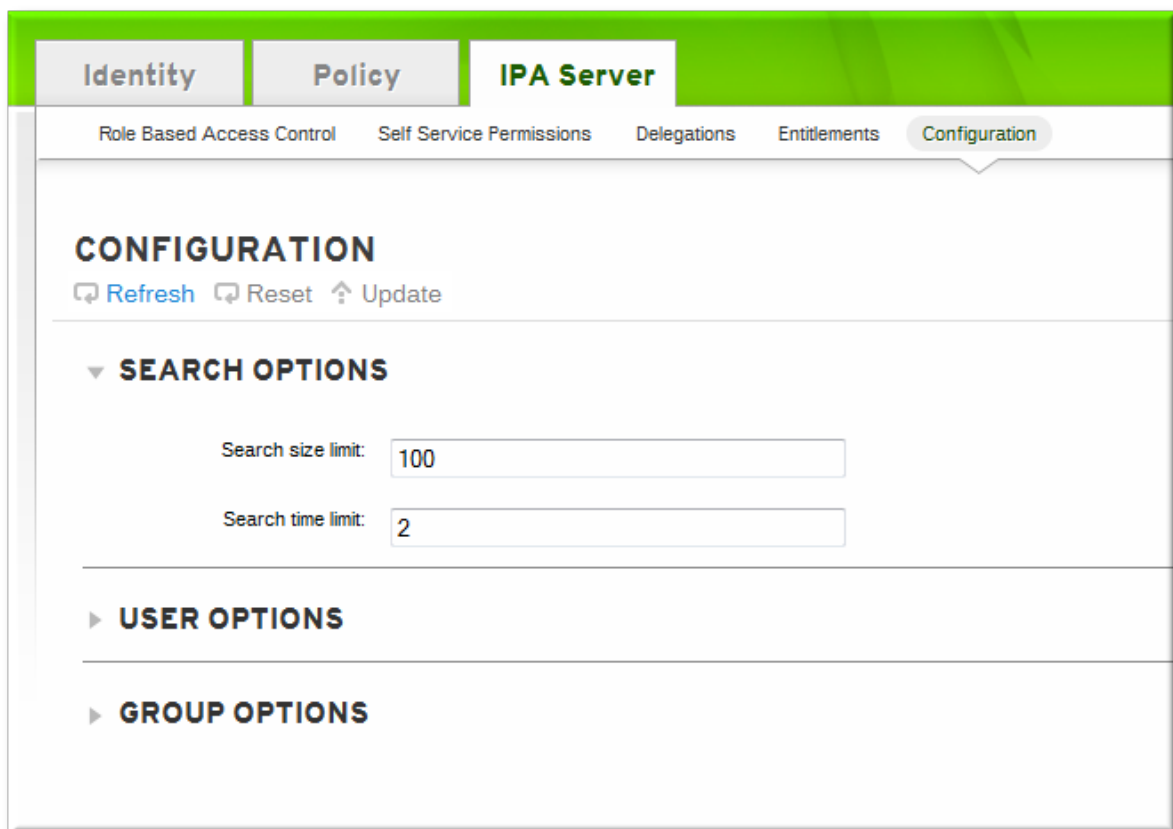 Identity Policy IPA Server
Role Based Access Control Self Service Permissions Delegations Entitlements Configuration
CONFIGURATION
Refresh Reset Update
SEARCH OPTIONS
Search size limit: 100
Search time limit: 2
USER OPTIONS
GROUP OPTIONS